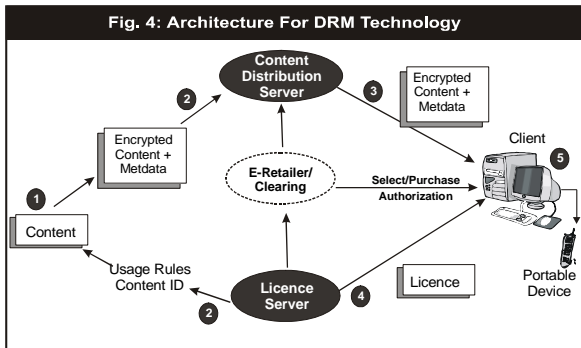 Fig. 4: Architecture For DRM Technology
Content
Distribution
Server
2
3
Encrypted
Content +
Metdata
Encrypted
Content +
Metdata
Client
5
E-Retailer/
Clearing
Select/Purchase
Authorization
1
Content
Usage Rules
Content ID
2
Licence
Server
4
Licence
Portable
Device